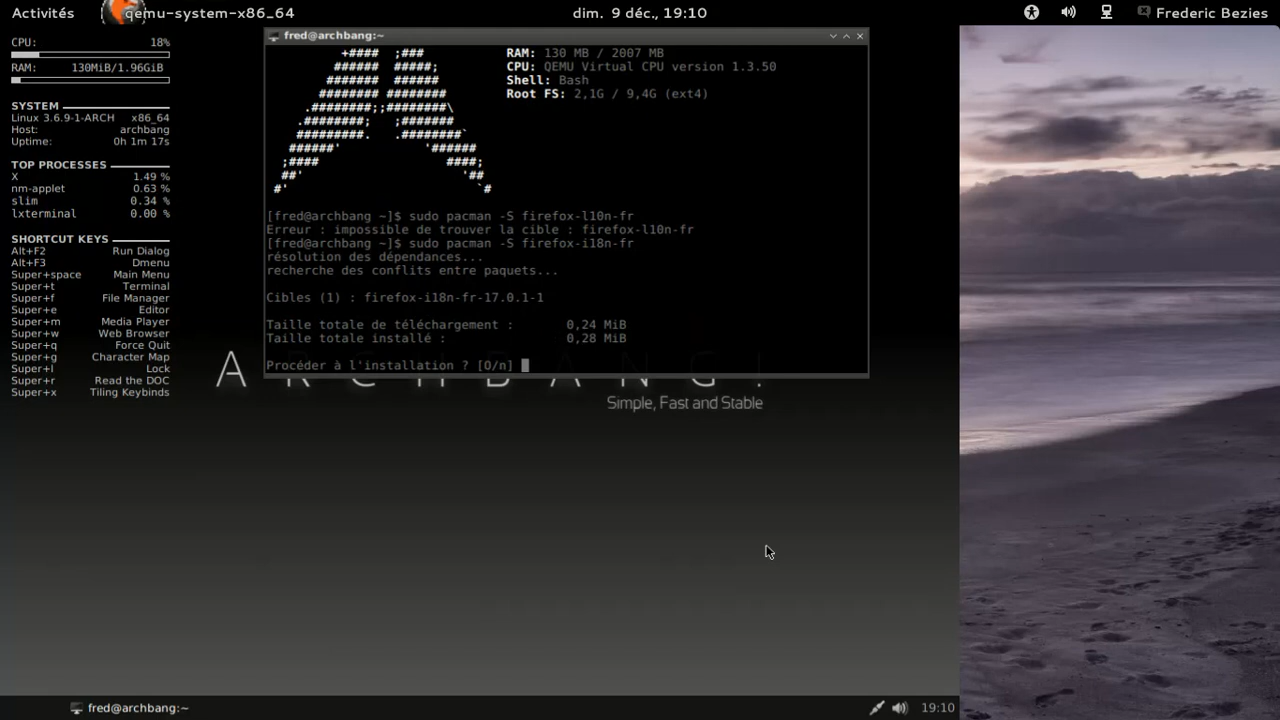 Activités qemu-system-x86_64 dim. 9 déc., 19:10 Frederic Bezies
CPU: 18%
RAM: 130MiB/1.96GiB
SYSTEM
Linux 3.6.9-1-ARCH x86_64
Host: archbang
Uptime: 0h 1m 17s
TOP PROCESSES
X 1.49 %
nm-applet 0.63 %
slim 0.34 %
lxterminal 0.00 %
SHORTCUT KEYS
Alt+F2 Run Dialog
Alt+F3 Dmenu
Super+space Main Menu
Super+t Terminal
Super+f File Manager
Super+e Editor
Super+m Media Player
Super+w Web Browser
Super+q Force Quit
Super+g Character Map
Super+l Lock
Super+r Read the DOC
Super+x Tiling Keybinds
fred@archbang:~
RAM: 130 MB / 2007 MB
CPU: QEMU Virtual CPU version 1.3.50
Shell: Bash
Root FS: 2,1G / 9,4G (ext4)
[fred@archbang ~]$ sudo pacman -S firefox-l10n-fr
Erreur : impossible de trouver la cible : firefox-l10n-fr
[fred@archbang ~]$ sudo pacman -S firefox-i18n-fr
résolution des dépendances...
recherche des conflits entre paquets...
Cibles (1) : firefox-i18n-fr-17.0.1-1
Taille totale de téléchargement : 0,24 MiB
Taille totale installé : 0,28 MiB
Procéder à l'installation ? [O/n]
ARCHBANG!
Simple, Fast and Stable
fred@archbang:~ 19:10